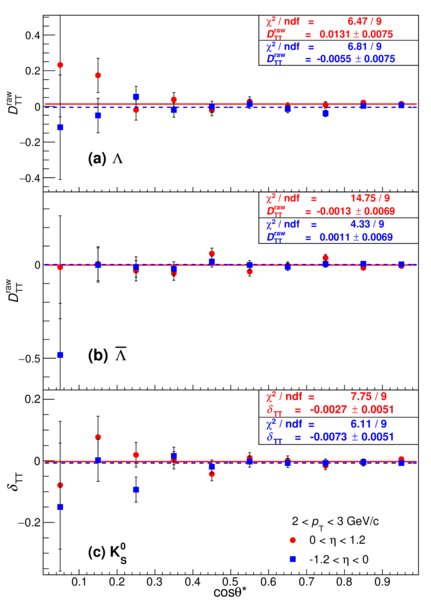 χ² / ndf = 6.47 / 9
D_TT^raw = 0.0131 ± 0.0075
χ² / ndf = 6.81 / 9
D_TT^raw = -0.0055 ± 0.0075
0.4
0.2
0
−0.2
−0.4
D_TT^raw
(a) Λ
χ² / ndf = 14.75 / 9
D_TT^raw = -0.0013 ± 0.0069
χ² / ndf = 4.33 / 9
D_TT^raw = 0.0011 ± 0.0069
0
−0.5
D_TT^raw
(b) Λ̅
χ² / ndf = 7.75 / 9
δ_TT = -0.0027 ± 0.0051
χ² / ndf = 6.11 / 9
δ_TT = -0.0073 ± 0.0051
0.2
0
−0.2
δ_TT
2 < p_T < 3 GeV/c
0 < η < 1.2
-1.2 < η < 0
(c) K_S^0
0.1 0.2 0.3 0.4 0.5 0.6 0.7 0.8 0.9
cosθ*